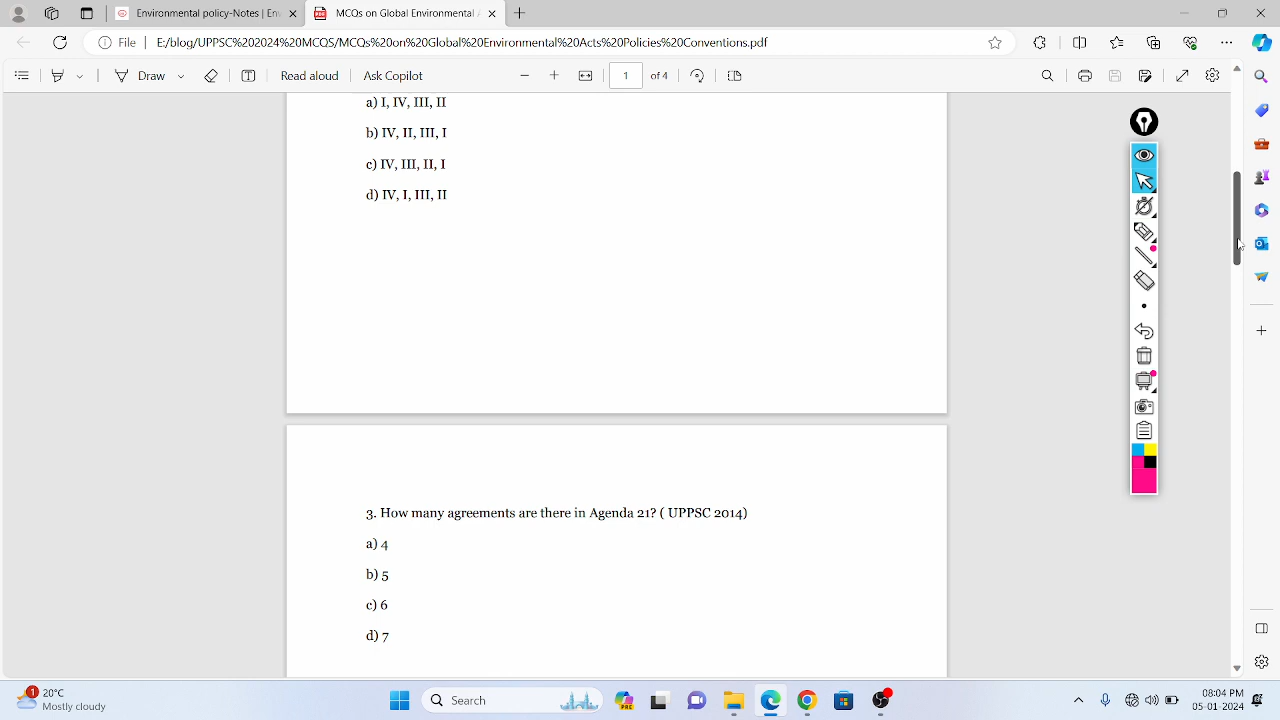 Environmental policy-Notes | En
MCQs on Global Environmental
File
E:/blog/UPPSC%202024%20MCQS/MCQs%20on%20Global%20Environmental%20Acts%20Policies%20Conventions.pdf
Draw
Read aloud
Ask Copilot
1
of 4
a) I, IV, III, II
b) IV, II, III, I
c) IV, III, II, I
d) IV, I, III, II
3. How many agreements are there in Agenda 21? ( UPPSC 2014)
a) 4
b) 5
c) 6
d) 7
1
20°C
Mostly cloudy
Search
PRE
08:04 PM
05-01-2024